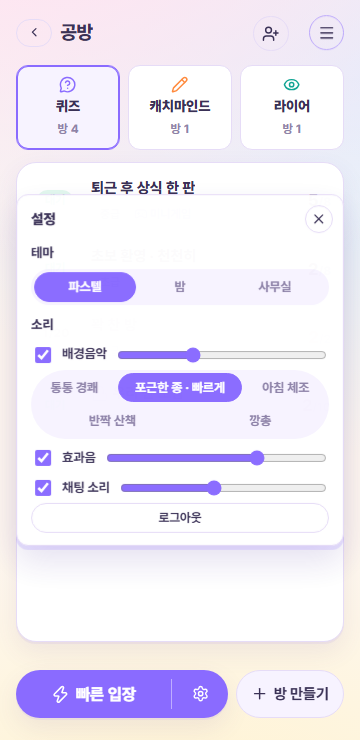 공방
퀴즈
방 4
캐치마인드
방 1
라이어
방 1
퇴근 후 상식 한 판
설정
테마
파스텔
밤
사무실
소리
배경음악
통통 경쾌
포근한 종 · 빠르게
아침 체조
반짝 산책
깡총
효과음
채팅 소리
로그아웃
빠른 입장
방 만들기